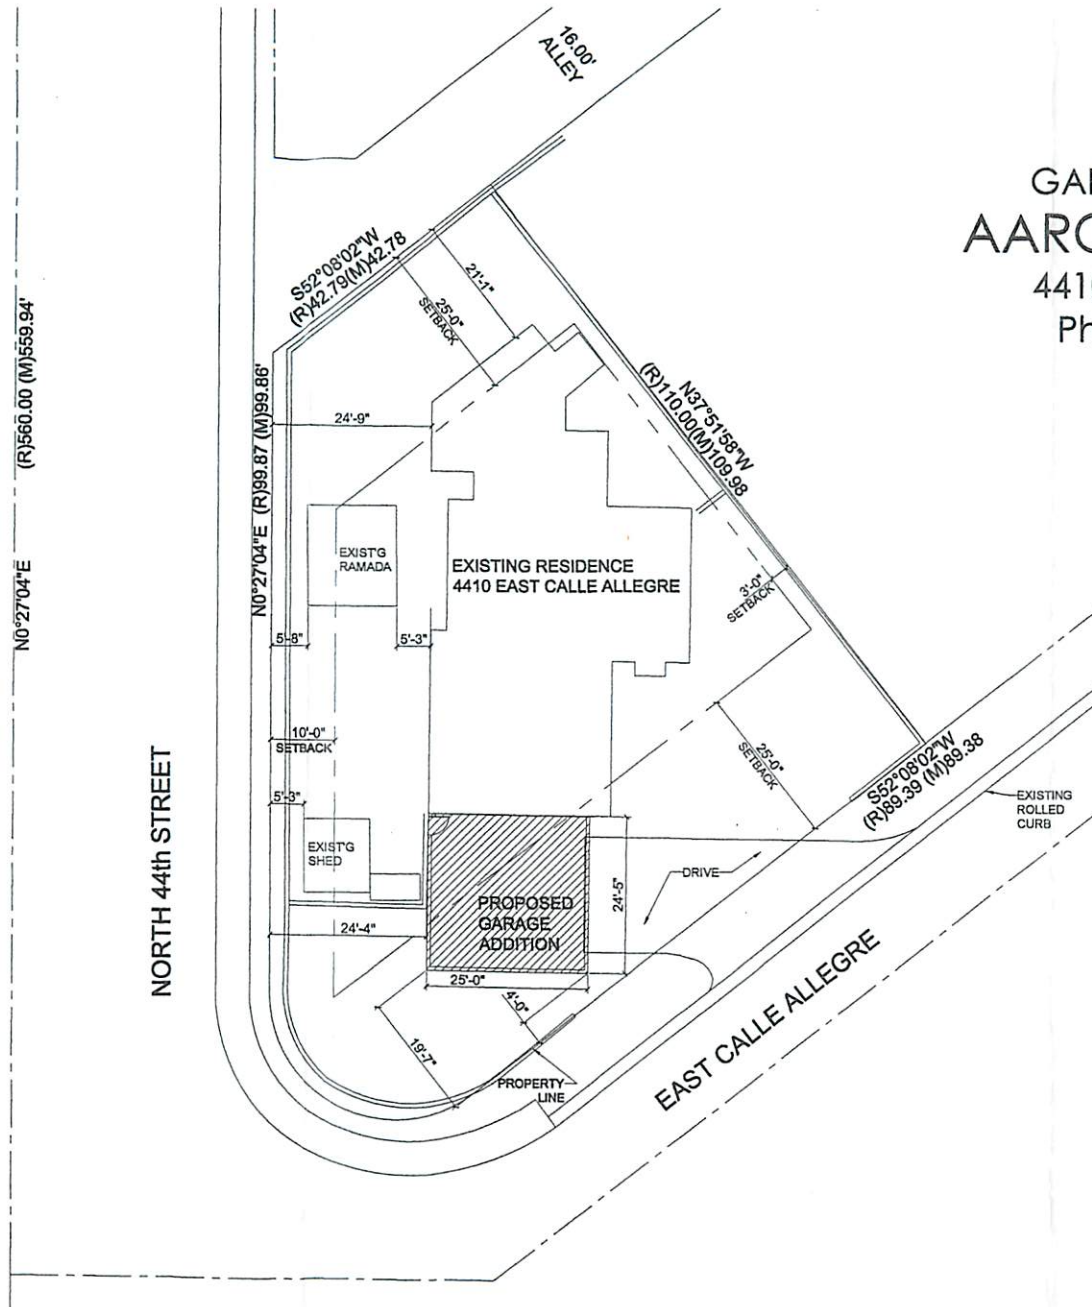 16.00'
ALLEY
GAR
AARO
4410
Ph
S52°08'02"W
(R)42.79(M)42.78
21'-1"
25'-0"
SETBACK
(R)560.00 (M)559.94'
N0°27'04"E
N0°27'04"E (R)99.87 (M)99.86'
24'-9"
N37°51'58"W
(R)110.00(M)109.98
EXIST'G
RAMADA
EXISTING RESIDENCE
4410 EAST CALLE ALLEGRE
3'-0"
SETBACK
5'-8"
5'-3"
10'-0"
SETBACK
25'-0"
SETBACK
S52°08'02"W
(R)89.39 (M)89.38
EXISTING
ROLLED
CURB
NORTH 44th STREET
5'-3"
EXIST'G
SHED
DRIVE
24'-5"
PROPOSED
GARAGE
ADDITION
24'-4"
25'-0"
4'-0"
19'-7"
PROPERTY
LINE
EAST CALLE ALLEGRE